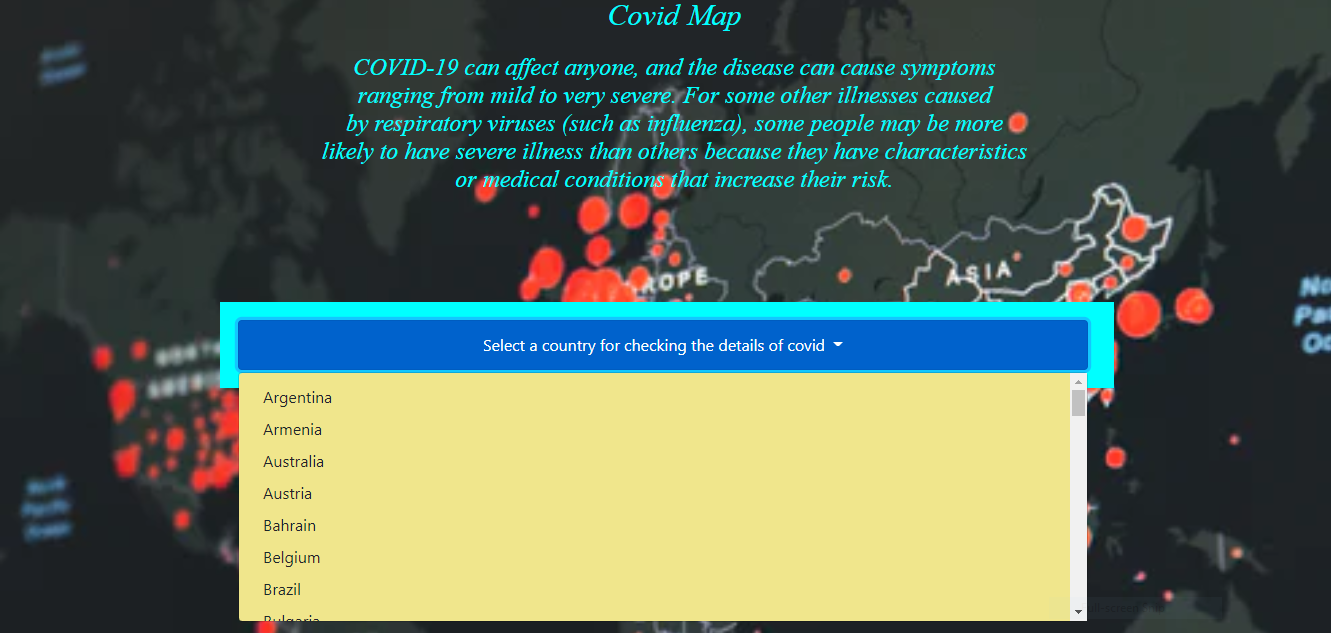 Covid Map
COVID-19 can affect anyone, and the disease can cause symptoms
ranging from mild to very severe. For some other illnesses caused
by respiratory viruses (such as influenza), some people may be more
likely to have severe illness than others because they have characteristics
or medical conditions that increase their risk.
ROPE
ASIA
Select a country for checking the details of covid
Argentina
Armenia
Australia
Austria
Bahrain
Belgium
Brazil
Bulgaria